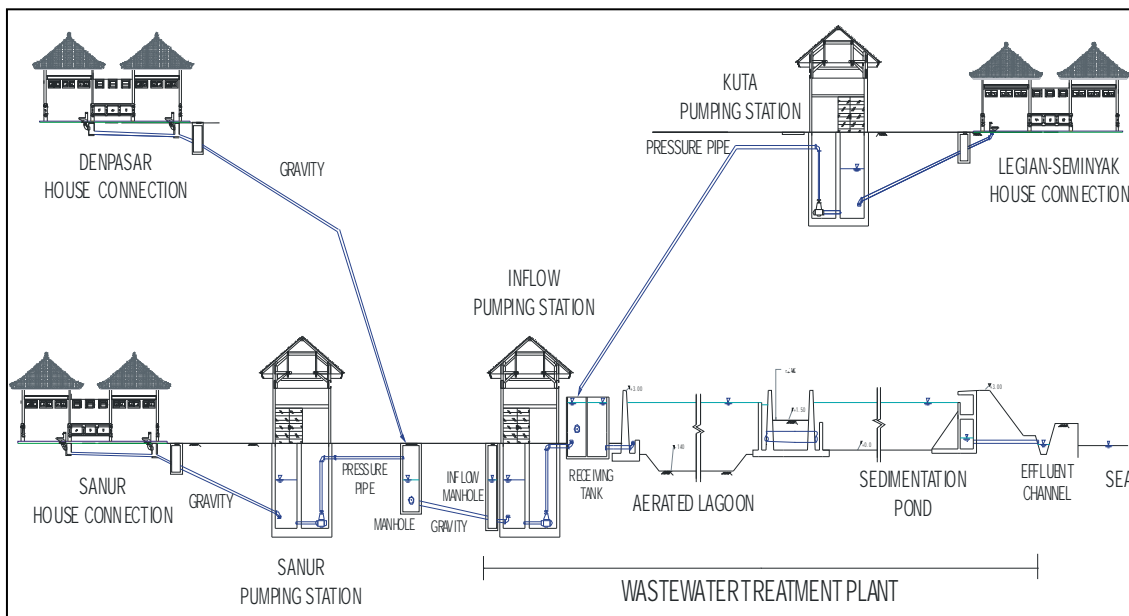 DENPASAR
HOUSE CONNECTION
GRAVITY
KUTA
PUMPING STATION
PRESSURE PIPE
LEGIAN-SEMINYAK
HOUSE CONNECTION
INFLOW
PUMPING STATION
SANUR
HOUSE CONNECTION
GRAVITY
SANUR
PUMPING STATION
PRESSURE
PIPE
MANHOLE
GRAVITY
INFLOW
MANHOLE
RECEIVING
TANK
AERATED LAGOON
SEDIMENTATION
POND
EFFLUENT
CHANNEL
SEA
WASTEWATER TREATMENT PLANT